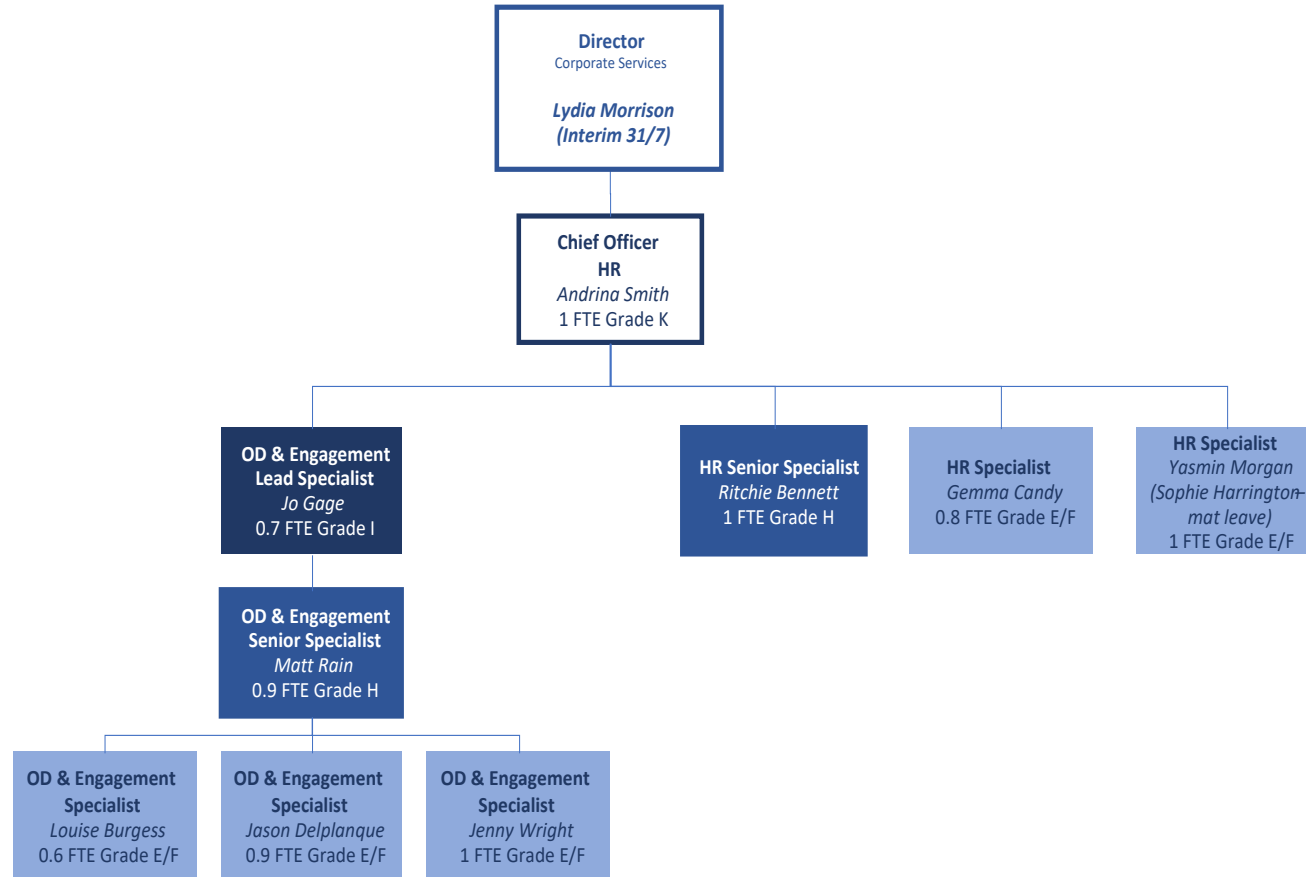 Director
Corporate Services
Lydia Morrison
(Interim 31/7)
Chief Officer
HR
Andrina Smith
1 FTE Grade K
OD & Engagement
Lead Specialist
Jo Gage
0.7 FTE Grade I
HR Senior Specialist
Ritchie Bennett
1 FTE Grade H
HR Specialist
Gemma Candy
0.8 FTE Grade E/F
HR Specialist
Yasmin Morgan
(Sophie Harrington–
mat leave)
1 FTE Grade E/F
OD & Engagement
Senior Specialist
Matt Rain
0.9 FTE Grade H
OD & Engagement
Specialist
Louise Burgess
0.6 FTE Grade E/F
OD & Engagement
Specialist
Jason Delplanque
0.9 FTE Grade E/F
OD & Engagement
Specialist
Jenny Wright
1 FTE Grade E/F